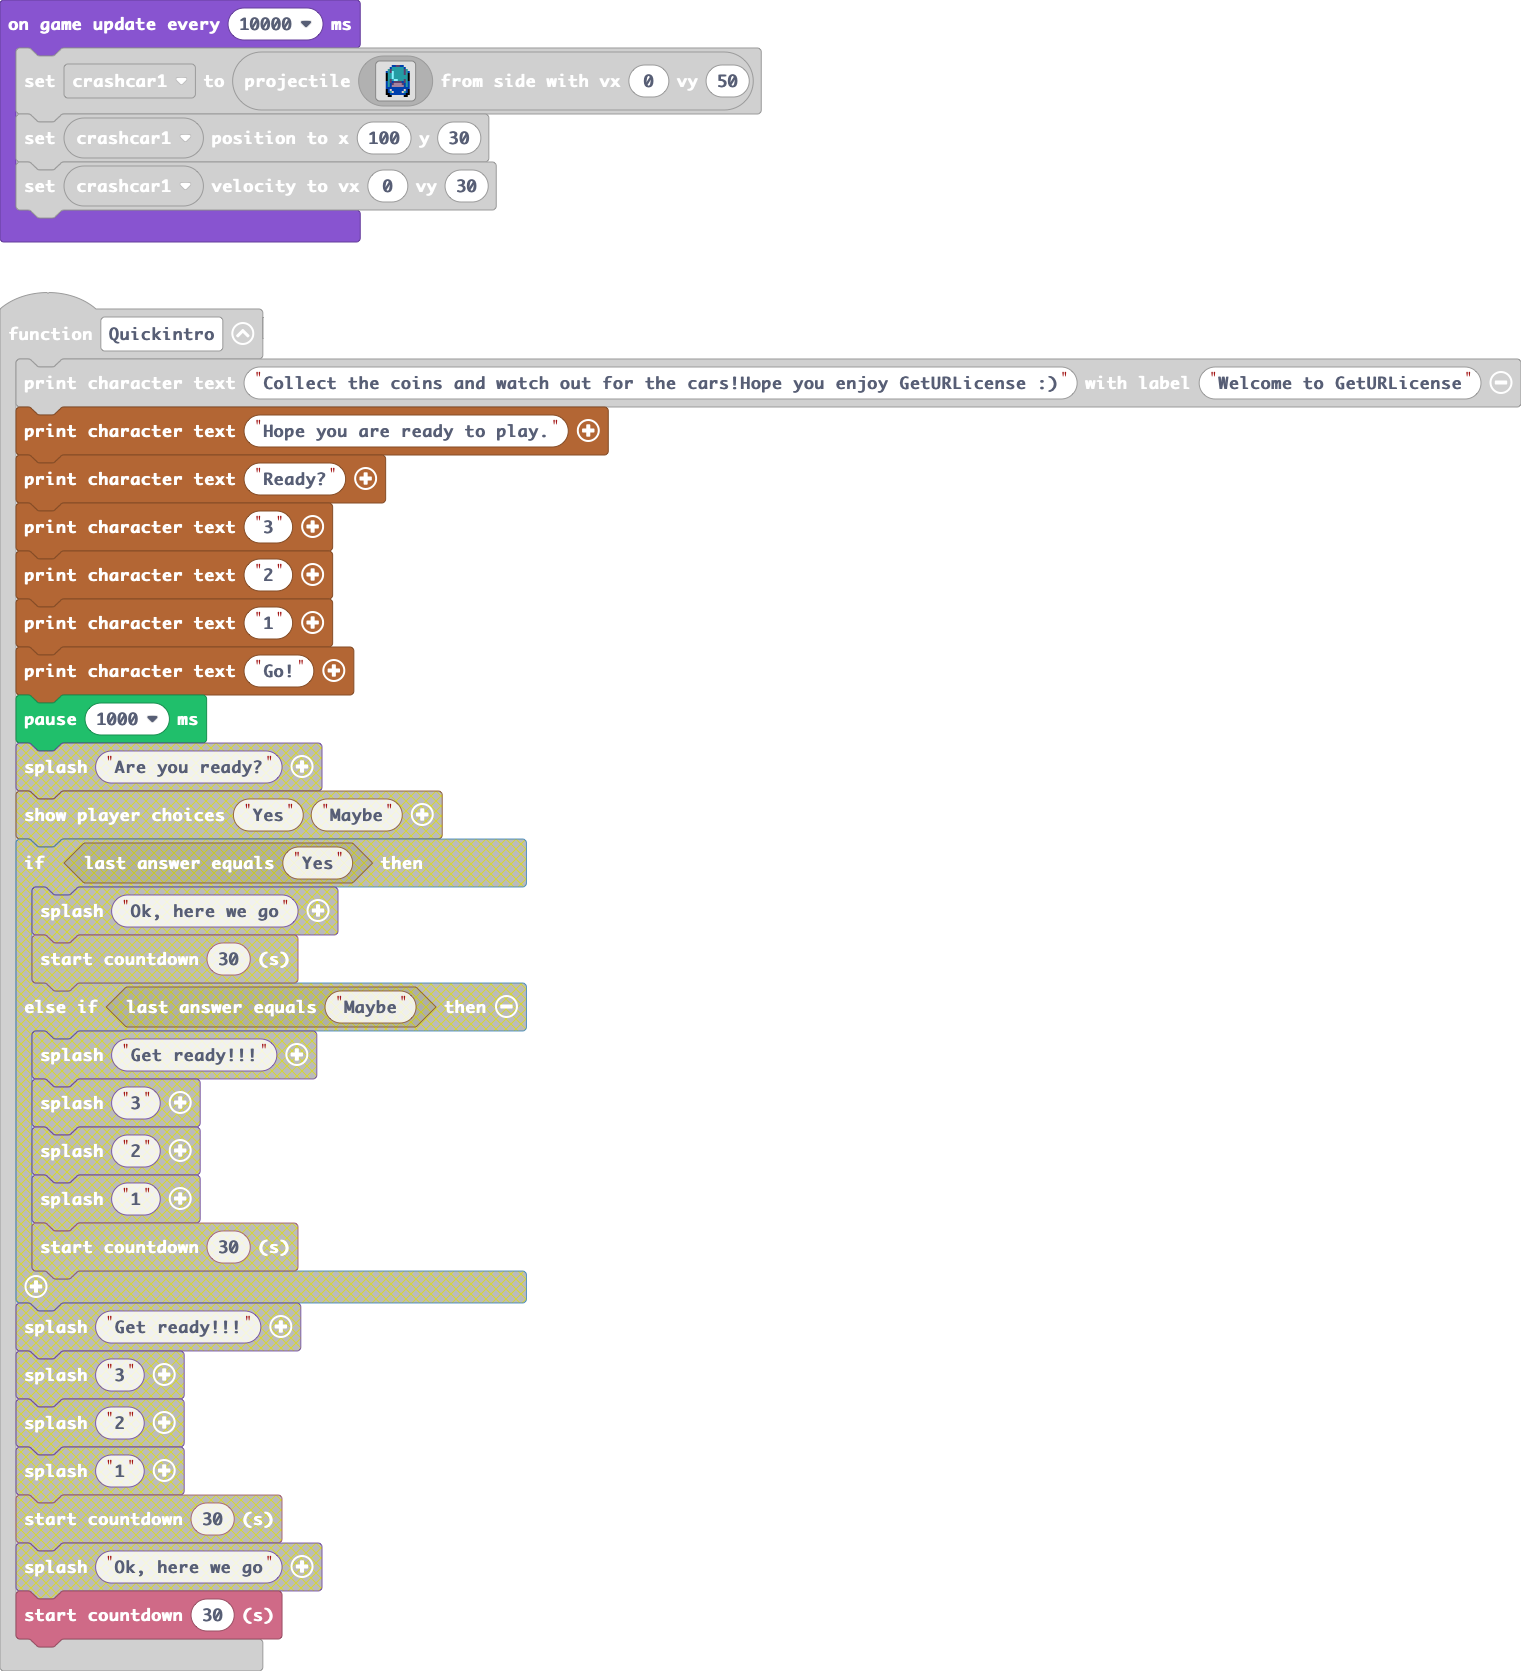 on game update every 10000 ms
set crashcar1 to projectile from side with vx 0 vy 50
set crashcar1 position to x 100 y 30
set crashcar1 velocity to vx 0 vy 30
function Quickintro
print character text "Collect the coins and watch out for the cars!Hope you enjoy GetURLicense :)" with label "Welcome to GetURLicense"
print character text "Hope you are ready to play."
print character text "Ready?"
print character text "3"
print character text "2"
print character text "1"
print character text "Go!"
pause 1000 ms
splash "Are you ready?"
show player choices "Yes" "Maybe"
if last answer equals "Yes" then
splash "Ok, here we go"
start countdown 30 (s)
else if last answer equals "Maybe" then
splash "Get ready!!!"
splash "3"
splash "2"
splash "1"
start countdown 30 (s)
splash "Get ready!!!"
splash "3"
splash "2"
splash "1"
start countdown 30 (s)
splash "Ok, here we go"
start countdown 30 (s)